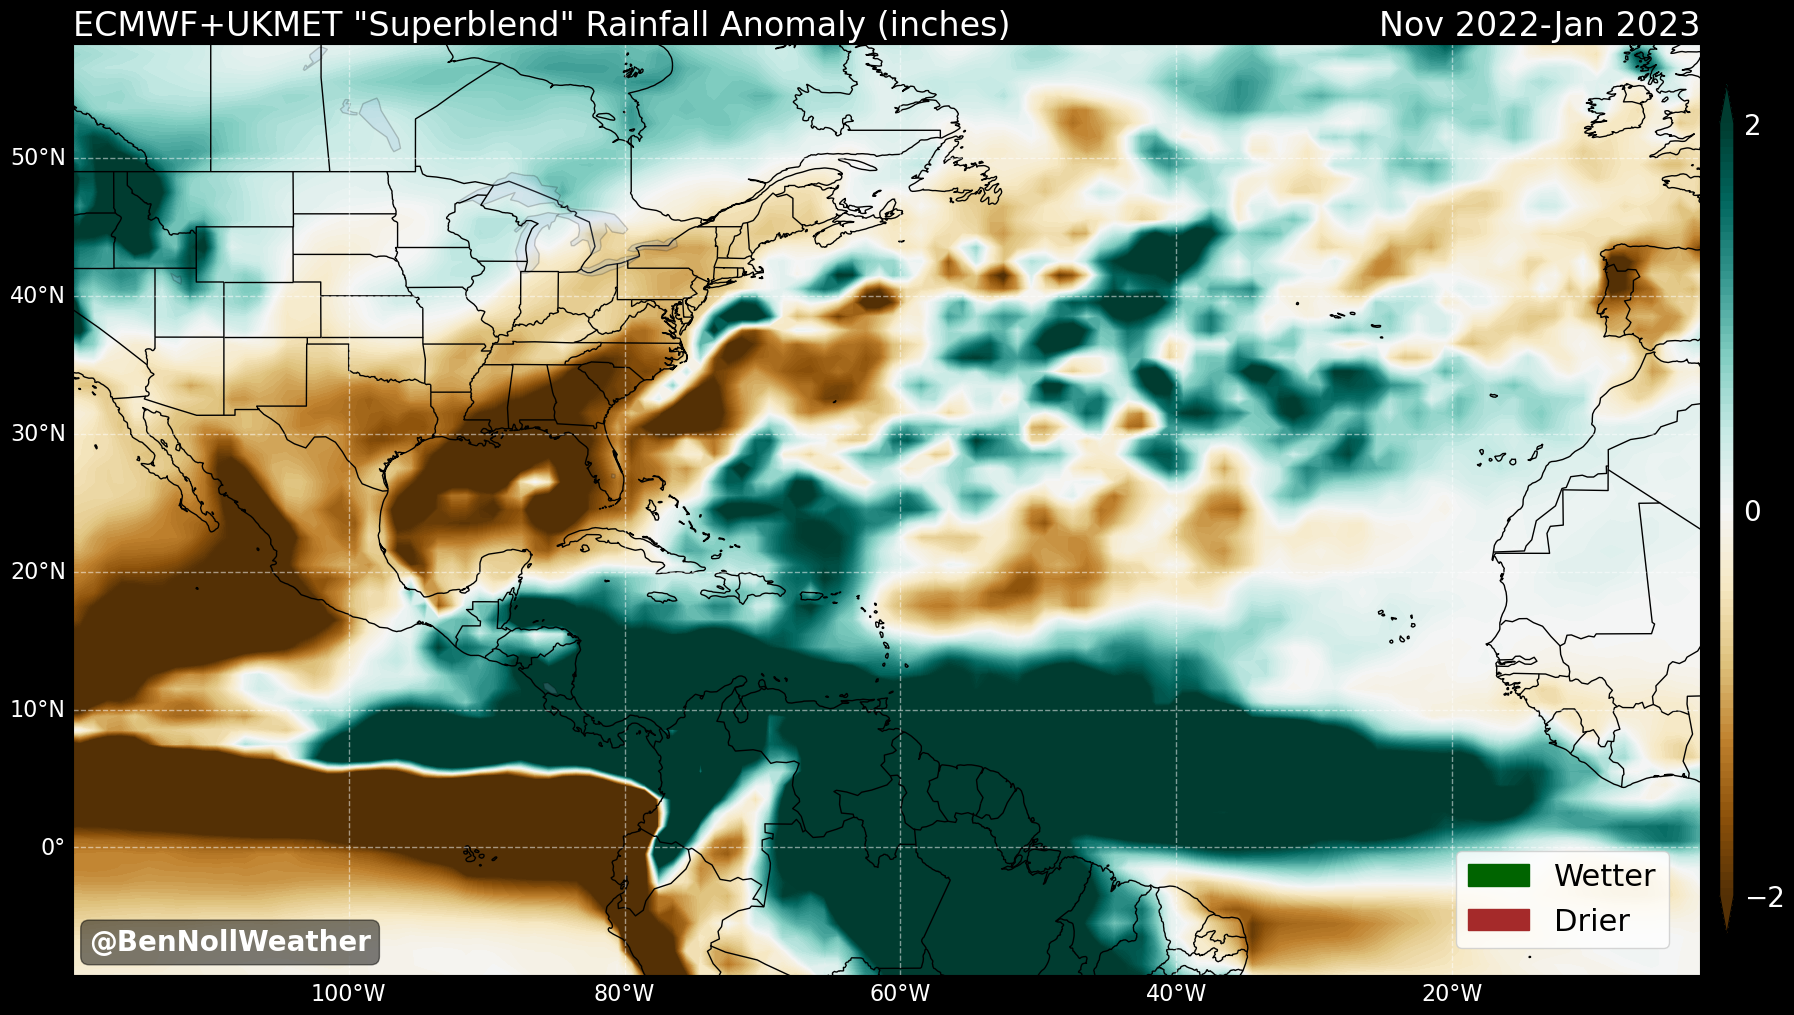 ECMWF+UKMET "Superblend" Rainfall Anomaly (inches)
Nov 2022-Jan 2023
50°N
40°N
30°N
20°N
10°N
0°
100°W
80°W
60°W
40°W
20°W
2
0
−2
Wetter
Drier
@BenNollWeather